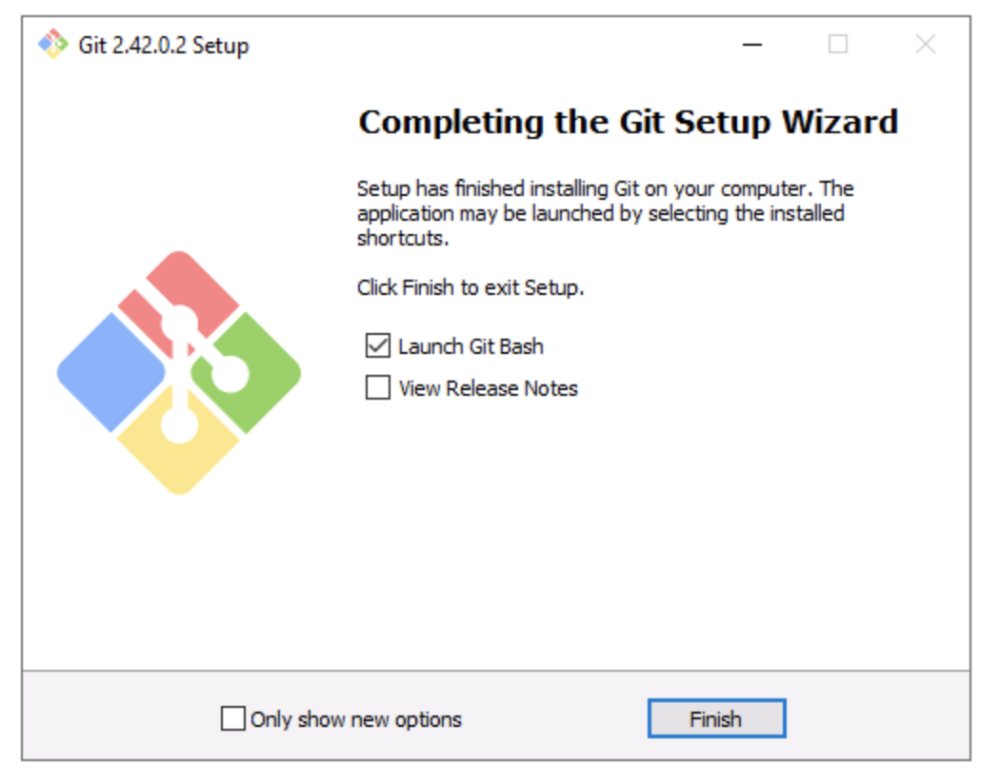 Git 2.42.0.2 Setup
Completing the Git Setup Wizard
Setup has finished installing Git on your computer. The
application may be launched by selecting the installed
shortcuts.
Click Finish to exit Setup.
Launch Git Bash
View Release Notes
Only show new options
Finish